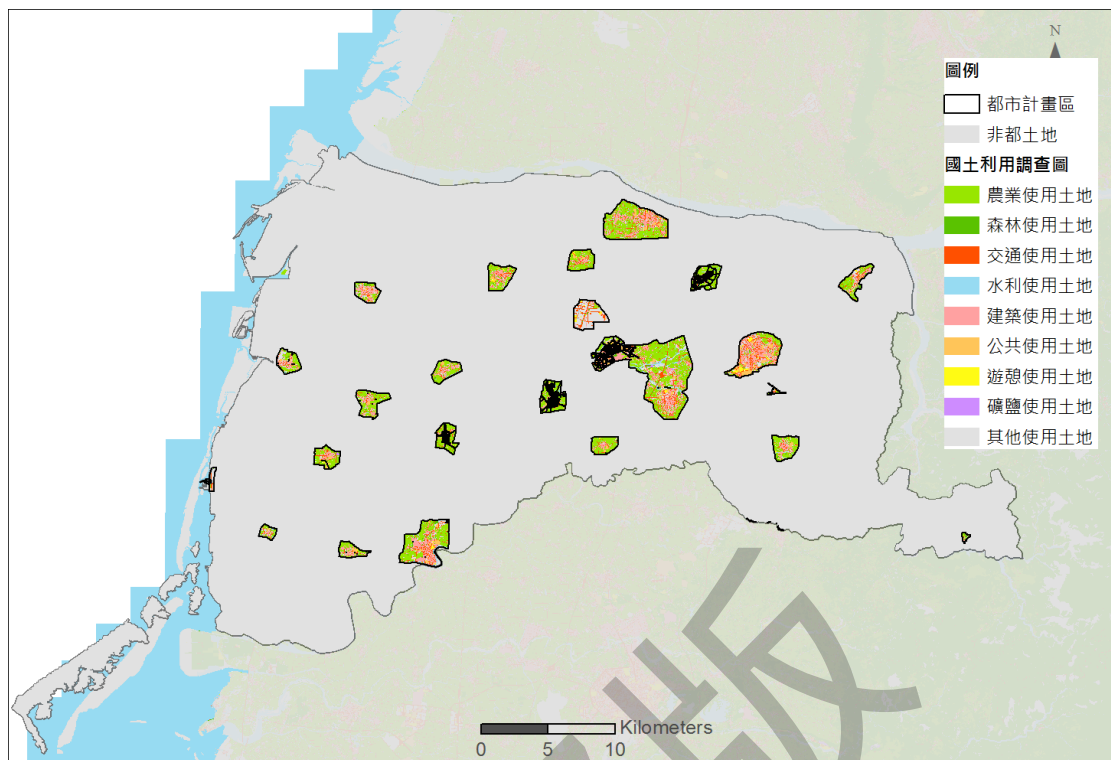 N
圖例
都市計畫區
非都土地
國土利用調查圖
農業使用土地
森林使用土地
交通使用土地
水利使用土地
建築使用土地
公共使用土地
遊憩使用土地
礦鹽使用土地
其他使用土地
Kilometers
0 5 10
版